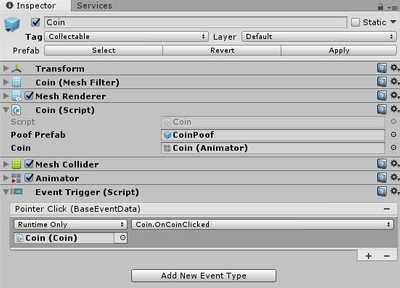 Inspector
Services
Coin
Static
Tag Collectable Layer Default
Prefab Select Revert Apply
Transform
Coin (Mesh Filter)
Mesh Renderer
Coin (Script)
Script Coin
Poof Prefab CoinPoof
Coin Coin (Animator)
Mesh Collider
Animator
Event Trigger (Script)
Pointer Click (BaseEventData)
Runtime Only Coin.OnCoinClicked
Coin (Coin)
Add New Event Type